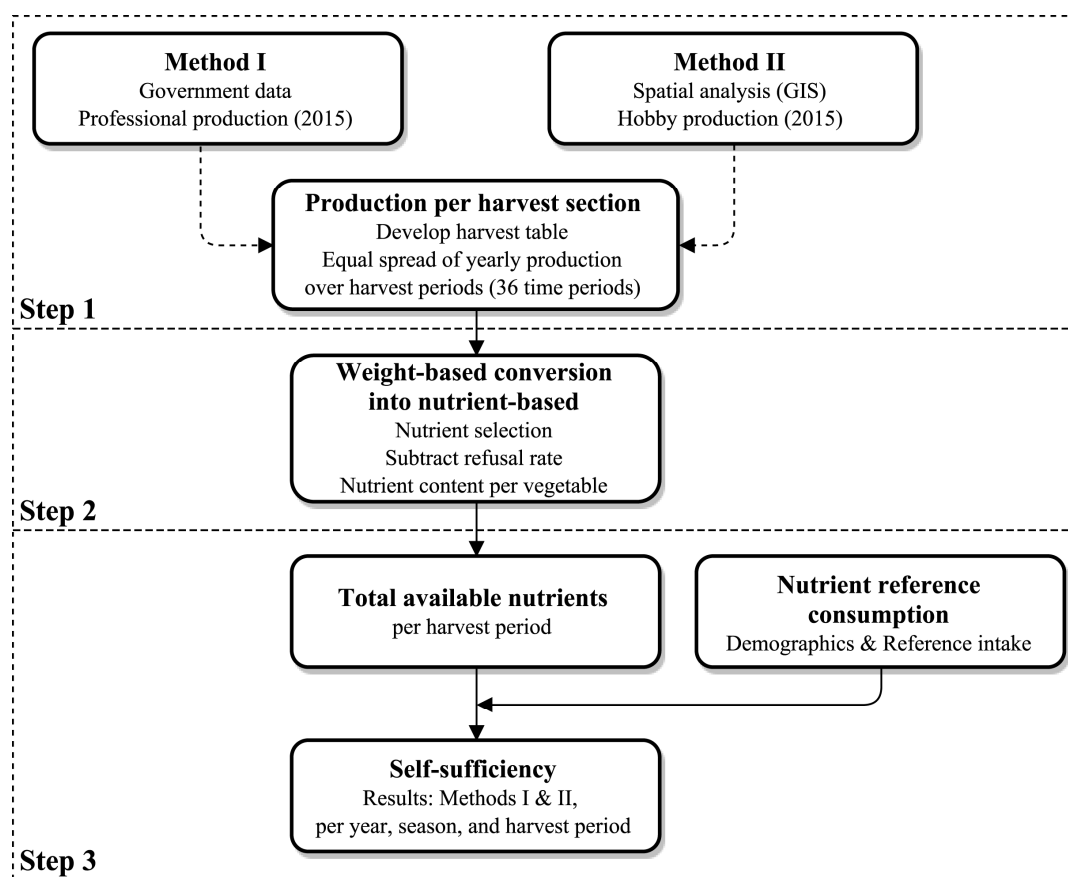 Method I
Government data
Professional production (2015)
Method II
Spatial analysis (GIS)
Hobby production (2015)
Production per harvest section
Develop harvest table
Equal spread of yearly production
over harvest periods (36 time periods)
Step 1
Weight-based conversion
into nutrient-based
Nutrient selection
Subtract refusal rate
Nutrient content per vegetable
Step 2
Total available nutrients
per harvest period
Nutrient reference
consumption
Demographics & Reference intake
Self-sufficiency
Results: Methods I & II,
per year, season, and harvest period
Step 3